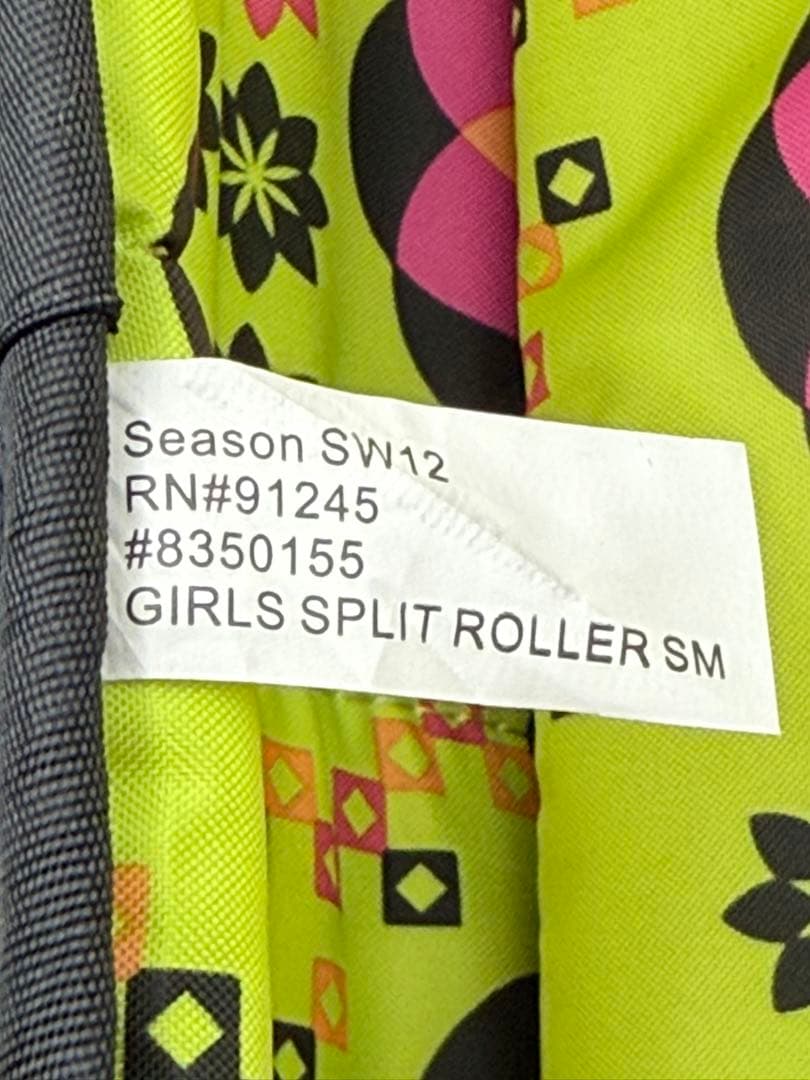 Season SW12
RN#91245
#8350155
GIRLS SPLIT ROLLER SM